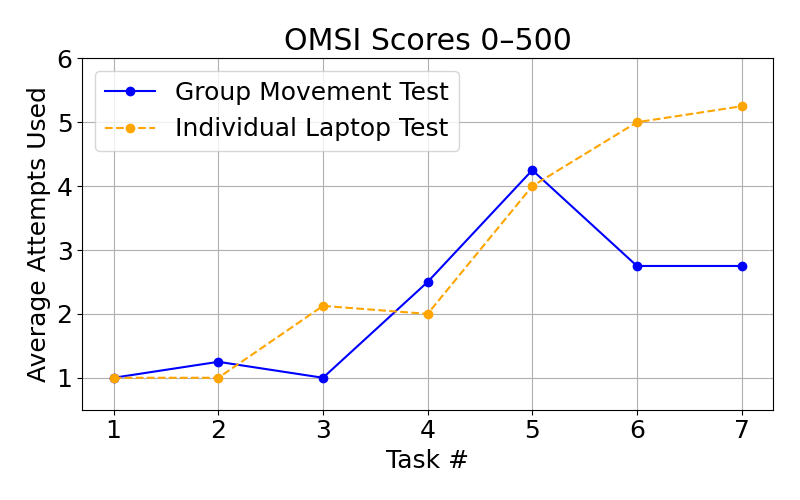 OMSI Scores 0–500
Group Movement Test
Individual Laptop Test
Average Attempts Used
6
5
4
3
2
1
1 2 3 4 5 6 7
Task #